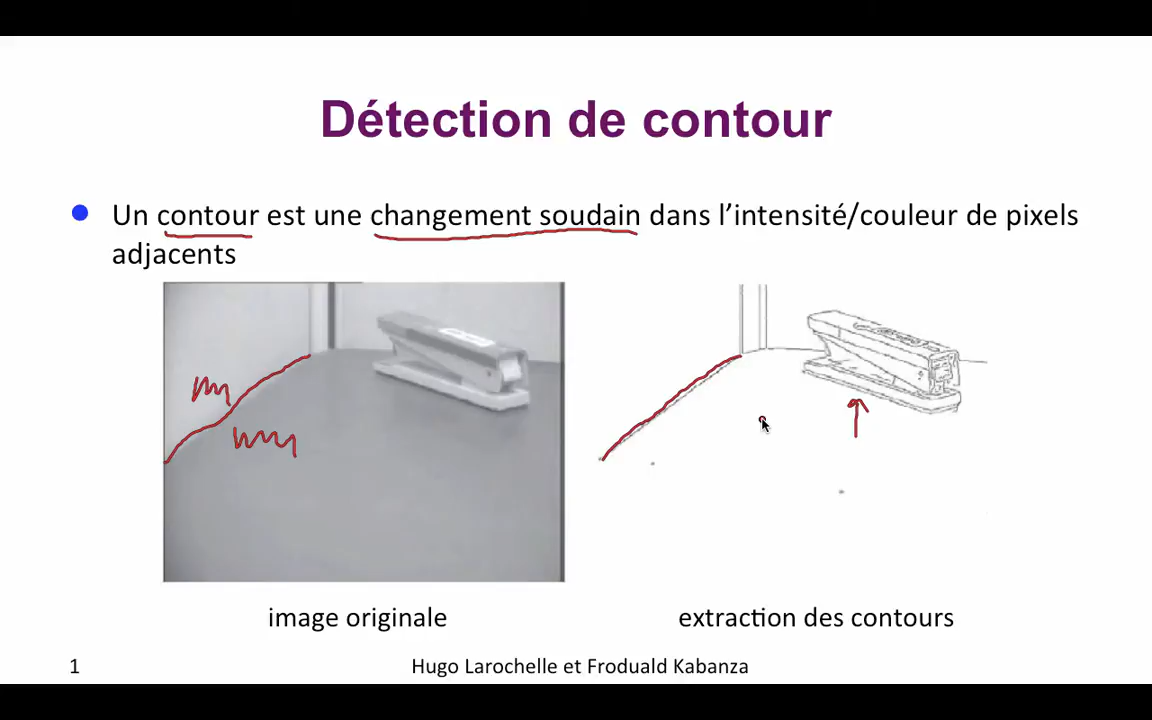 Détection de contour
Un contour est une changement soudain dans l’intensité/couleur de pixels
adjacents
image originale
extraction des contours
1
Hugo Larochelle et Froduald Kabanza